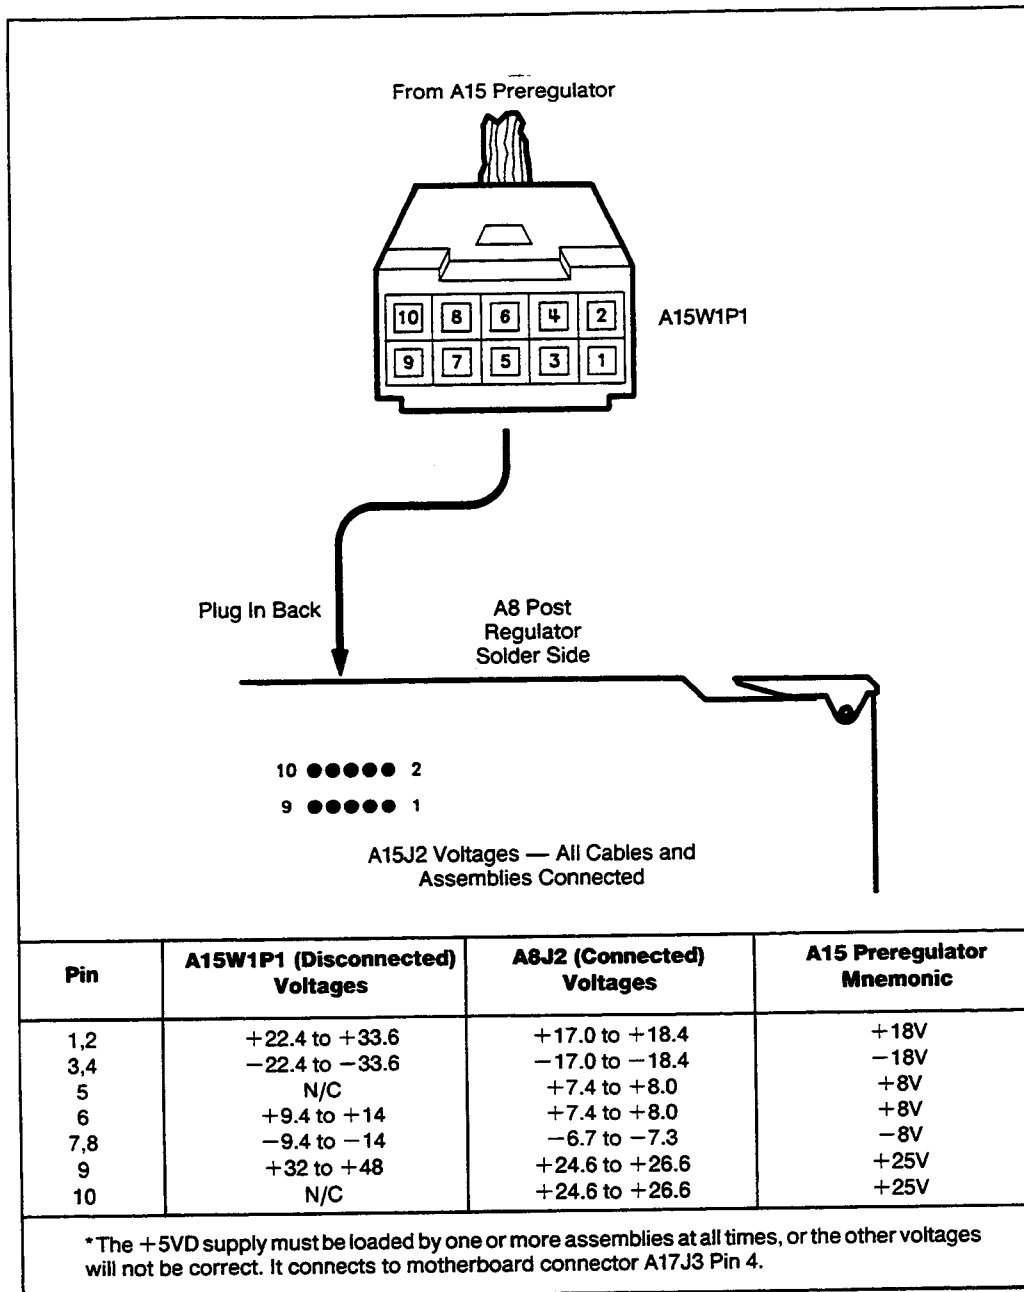 From A15 Preregulator
10 8 6 4 2
A15W1P1
9 7 5 3 1
Plug In Back
A8 Post
Regulator
Solder Side
10 2
9 1
A15J2 Voltages — All Cables and
Assemblies Connected
Pin A15W1P1 (Disconnected) A8J2 (Connected) A15 Preregulator
Voltages Voltages Mnemonic
1,2 +22.4 to +33.6 +17.0 to +18.4 +18V
3,4 −22.4 to −33.6 −17.0 to −18.4 −18V
5 N/C +7.4 to +8.0 +8V
6 +9.4 to +14 +7.4 to +8.0 +8V
7,8 −9.4 to −14 −6.7 to −7.3 −8V
9 +32 to +48 +24.6 to +26.6 +25V
10 N/C +24.6 to +26.6 +25V
*The +5VD supply must be loaded by one or more assemblies at all times, or the other voltages
will not be correct. It connects to motherboard connector A17J3 Pin 4.